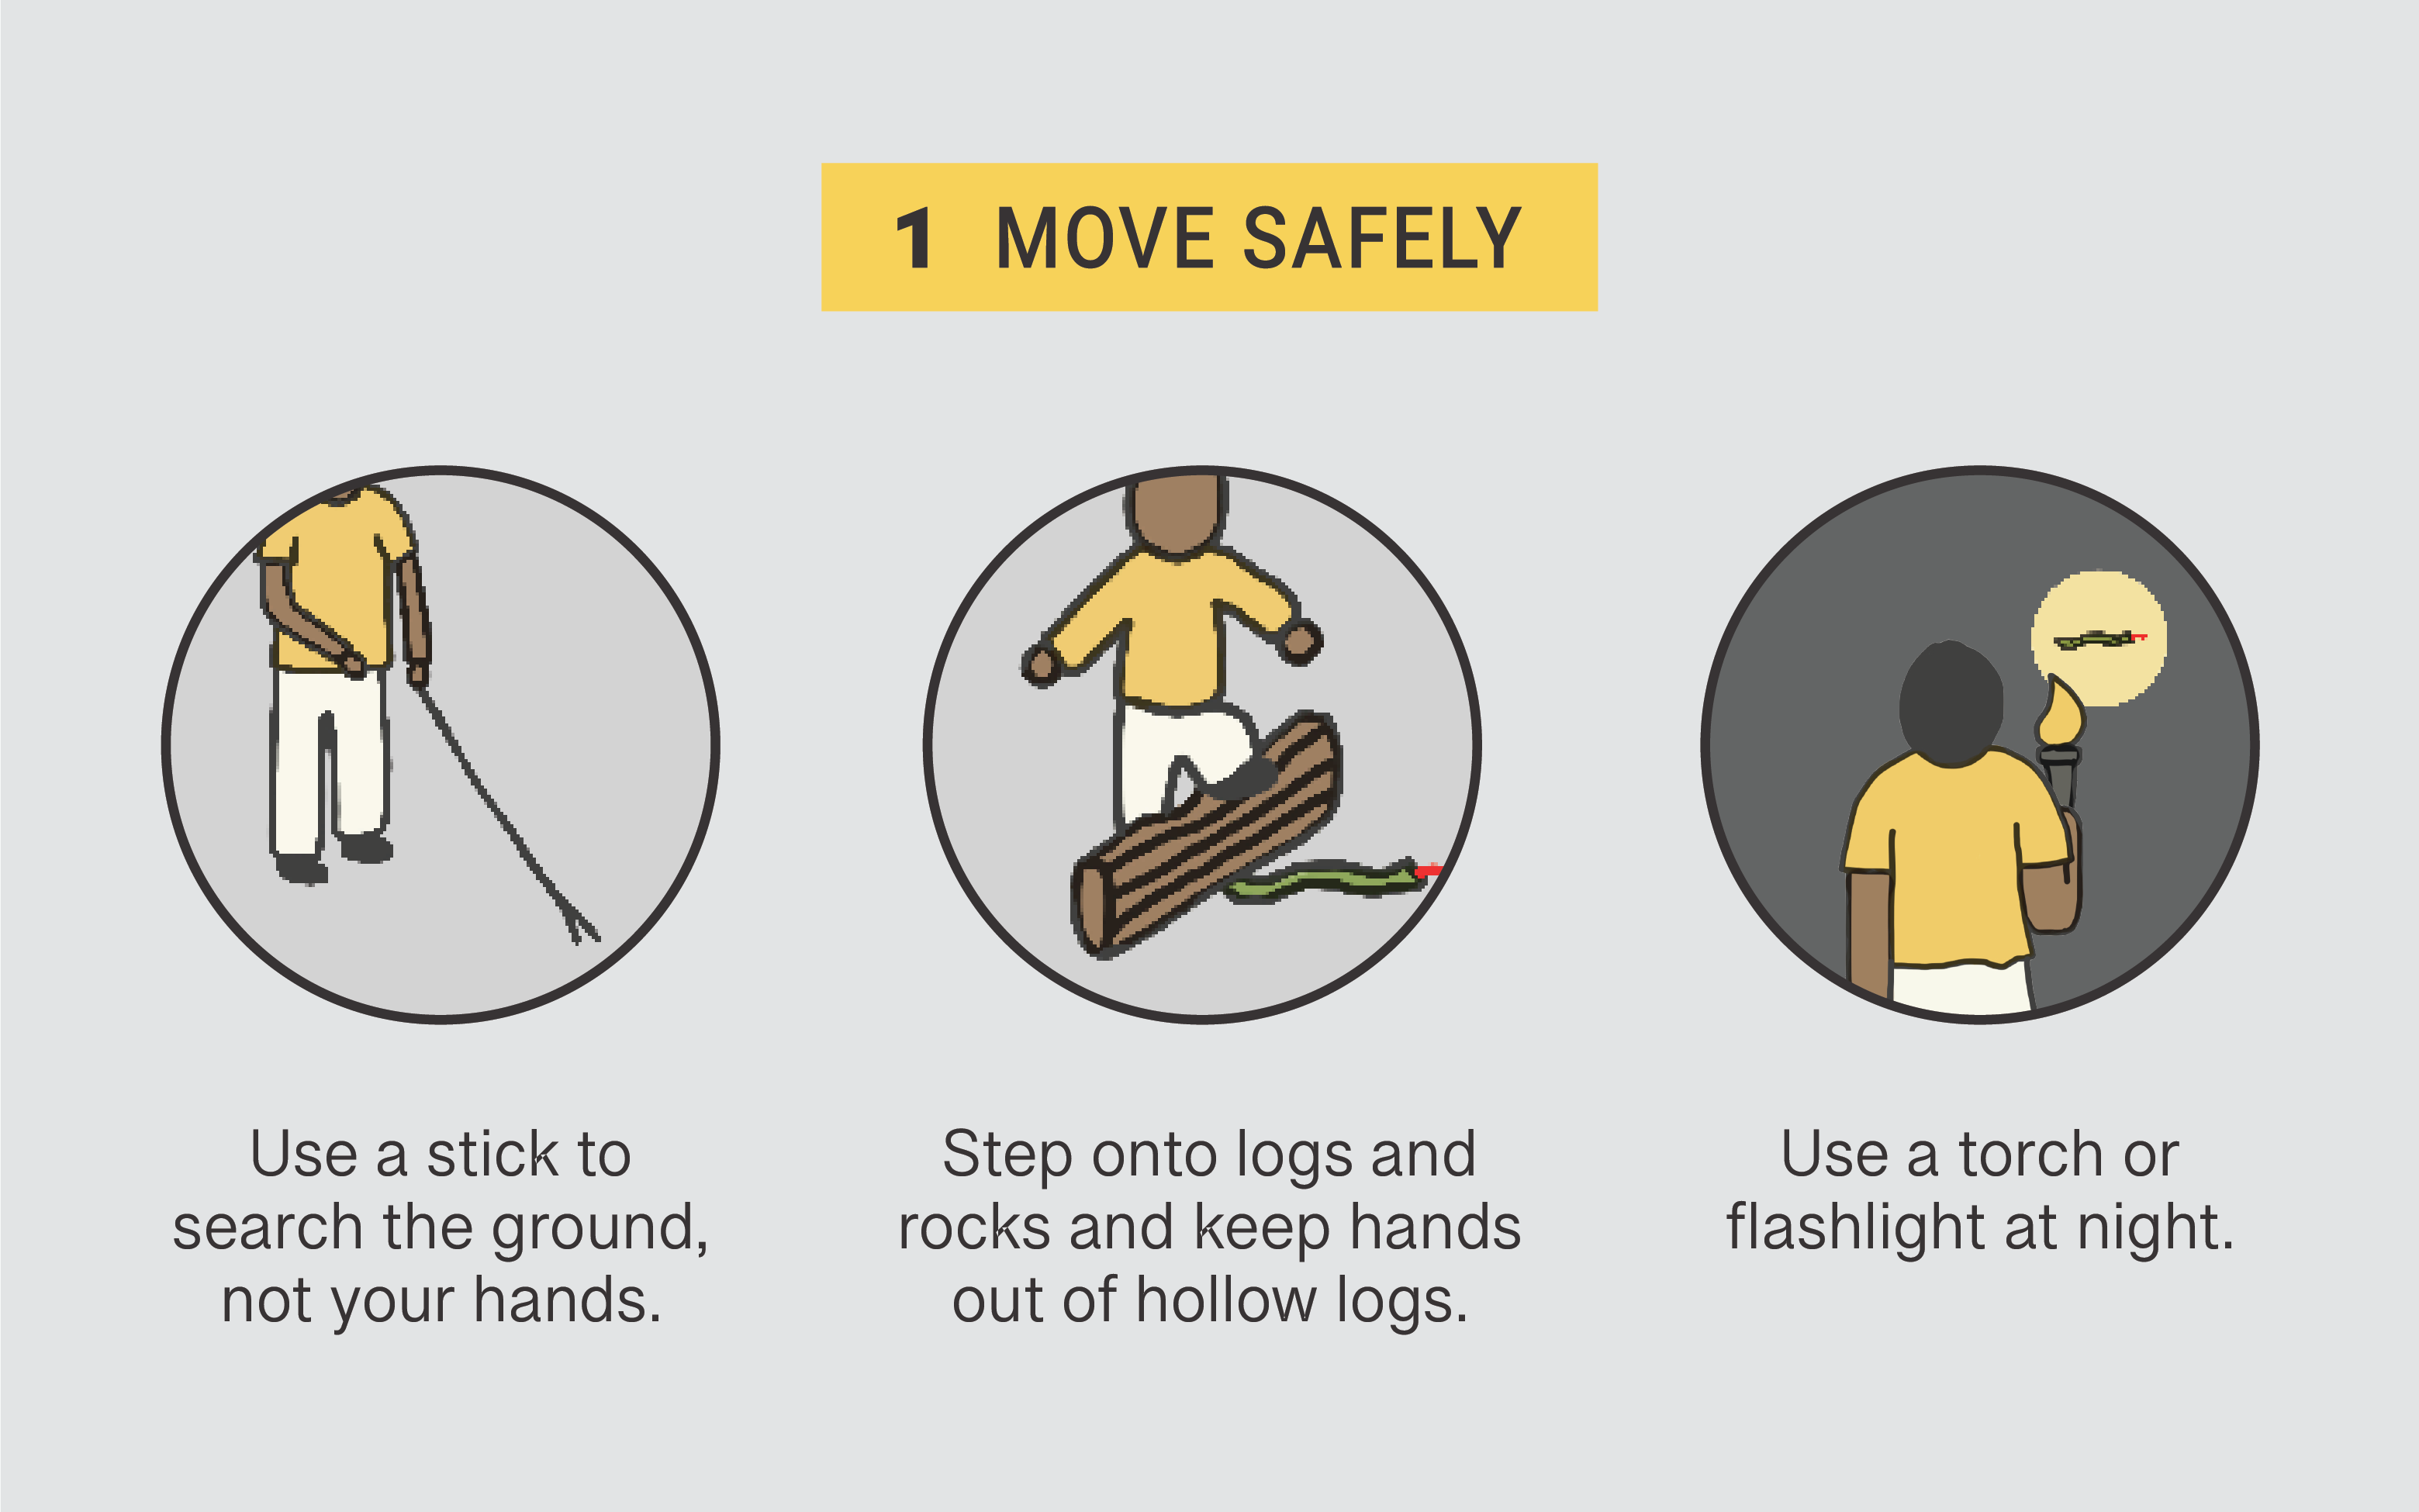 1 MOVE SAFELY
Use a stick to
search the ground,
not your hands.
Step onto logs and
rocks and keep hands
out of hollow logs.
Use a torch or
flashlight at night.